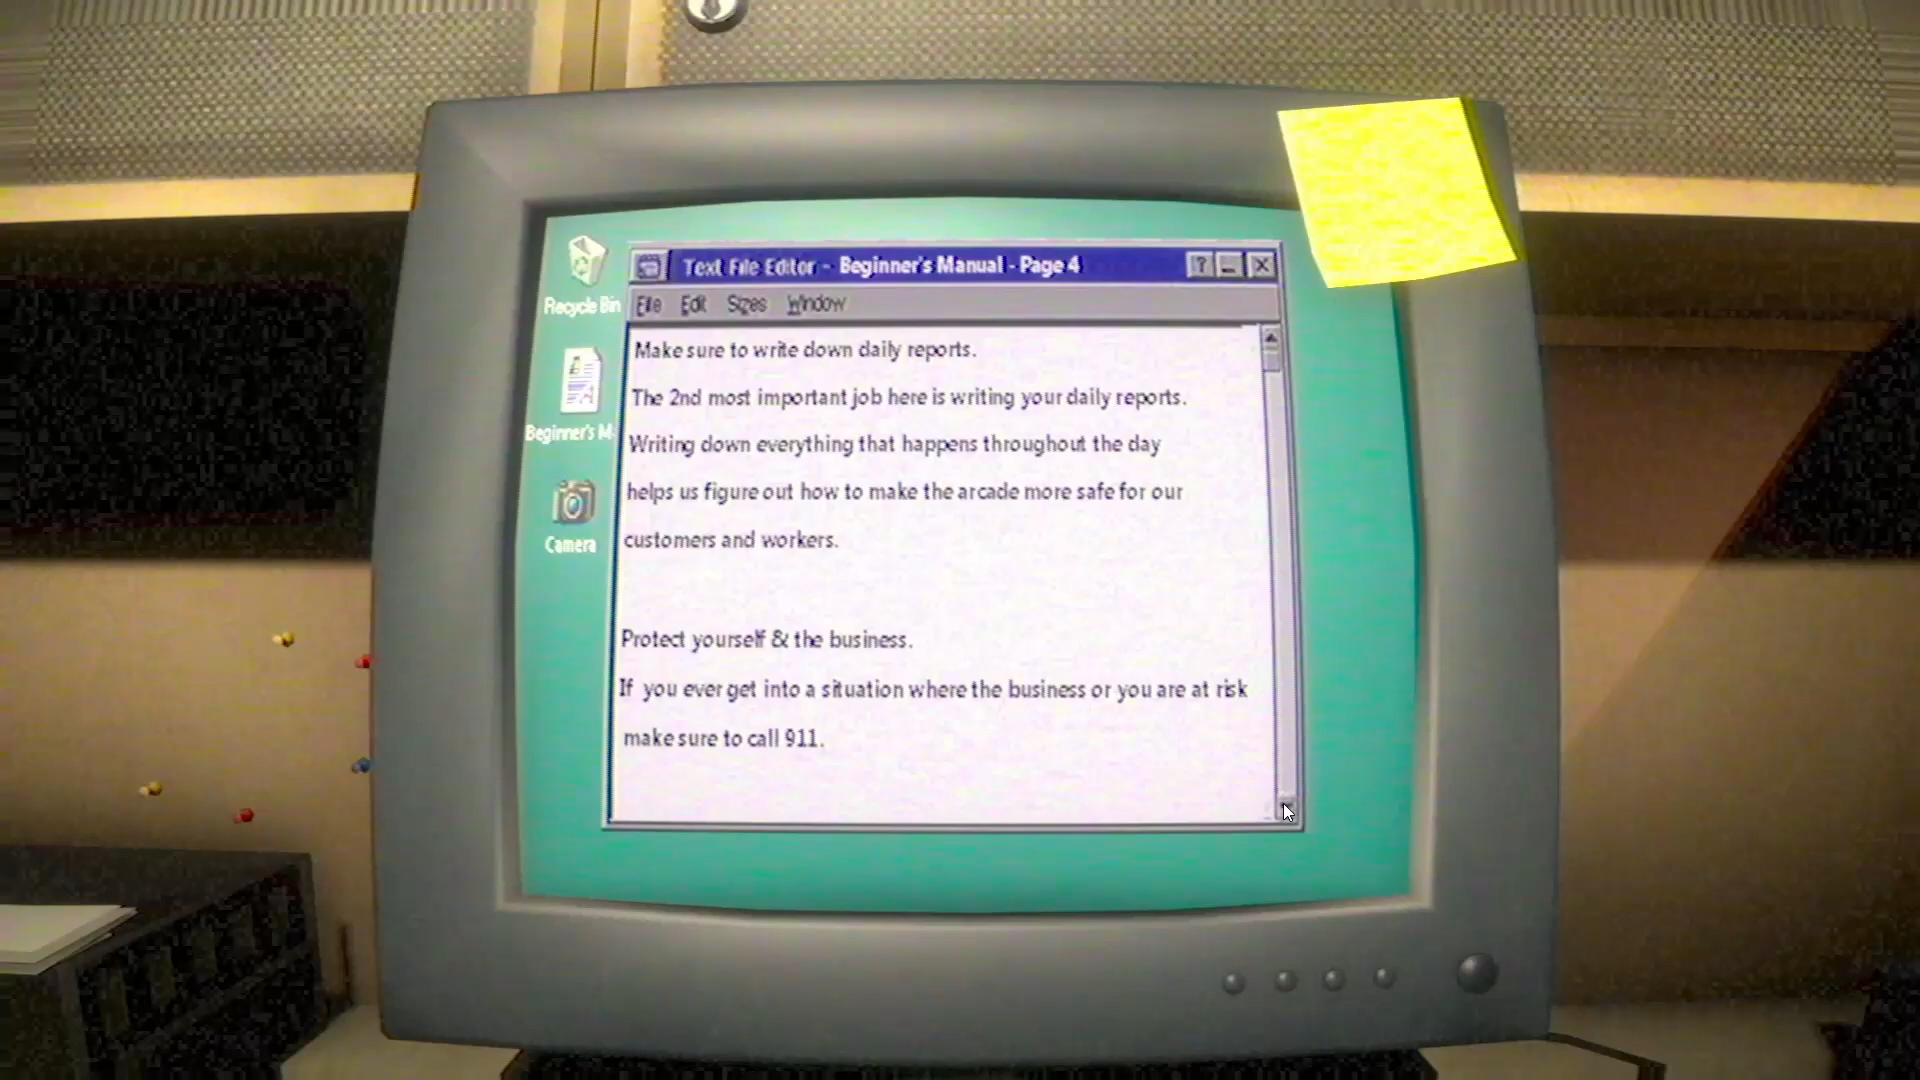 Text File Editor - Beginner's Manual - Page 4
File Edit Sizes Window
Recycle Bin
Beginner's M
Camera
Make sure to write down daily reports.
The 2nd most important job here is writing your daily reports.
Writing down everything that happens throughout the day
helps us figure out how to make the arcade more safe for our
customers and workers.
Protect yourself & the business.
If you ever get into a situation where the business or you are at risk
make sure to call 911.